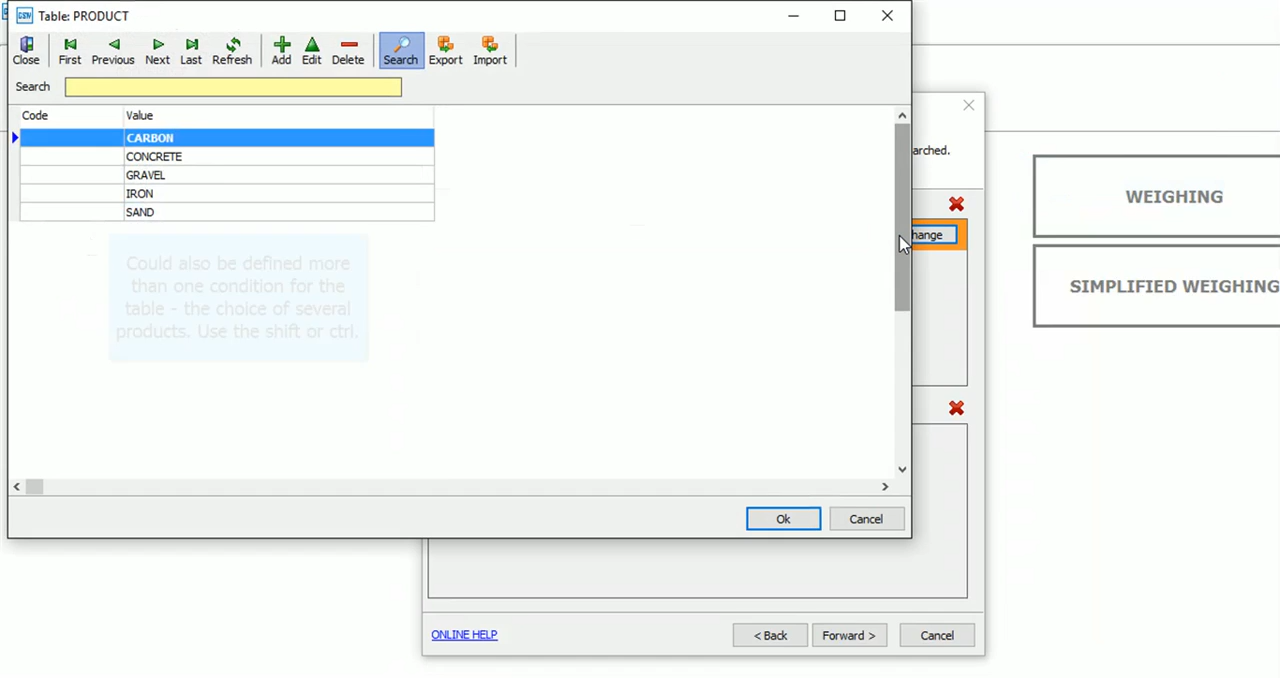 Table: PRODUCT
Close First Previous Next Last Refresh Add Edit Delete Search Export Import
Search
Code Value
CARBON
CONCRETE
GRAVEL
IRON
SAND
Could also be defined more
than one condition for the
table - the choice of several
products. Use the shift or ctrl.
Ok Cancel
arched.
hange
ONLINE HELP
< Back Forward > Cancel
WEIGHING
SIMPLIFIED WEIGHING